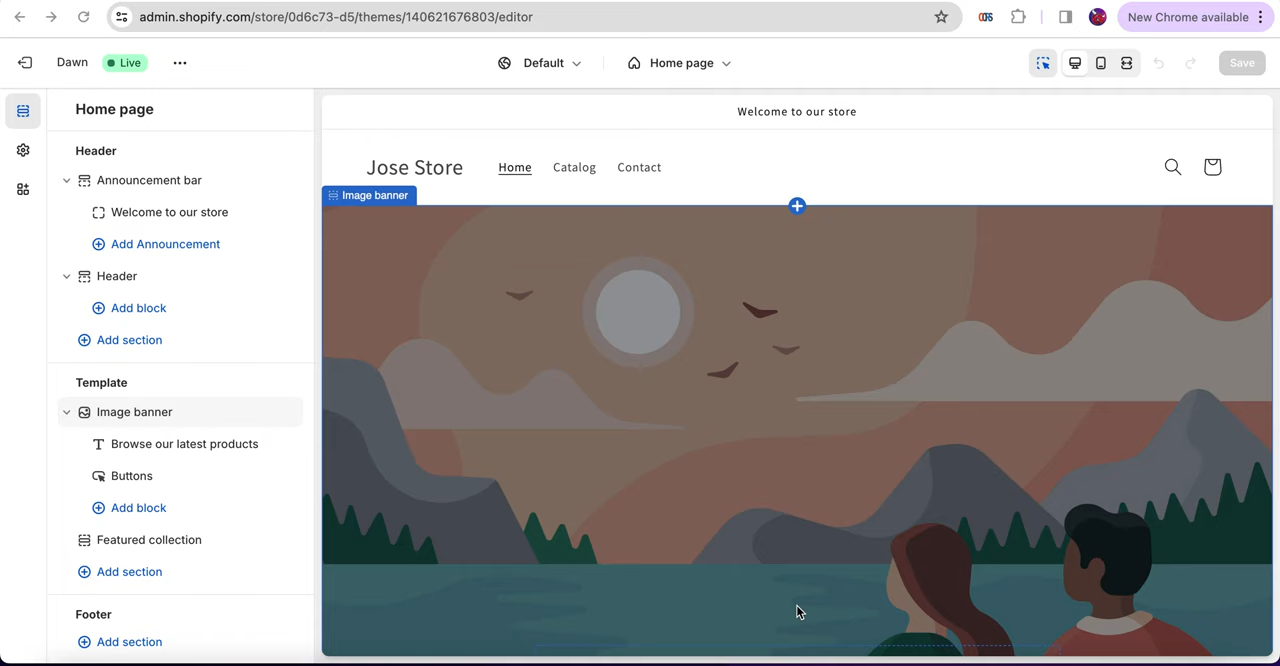 admin.shopify.com/store/0d6c73-d5/themes/140621676803/editor
New Chrome available
Dawn
Live
Default
Home page
Save
Home page
Header
Announcement bar
Welcome to our store
Add Announcement
Header
Add block
Add section
Template
Image banner
Browse our latest products
Buttons
Add block
Featured collection
Add section
Footer
Add section
Welcome to our store
Jose Store
Home
Catalog
Contact
Image banner